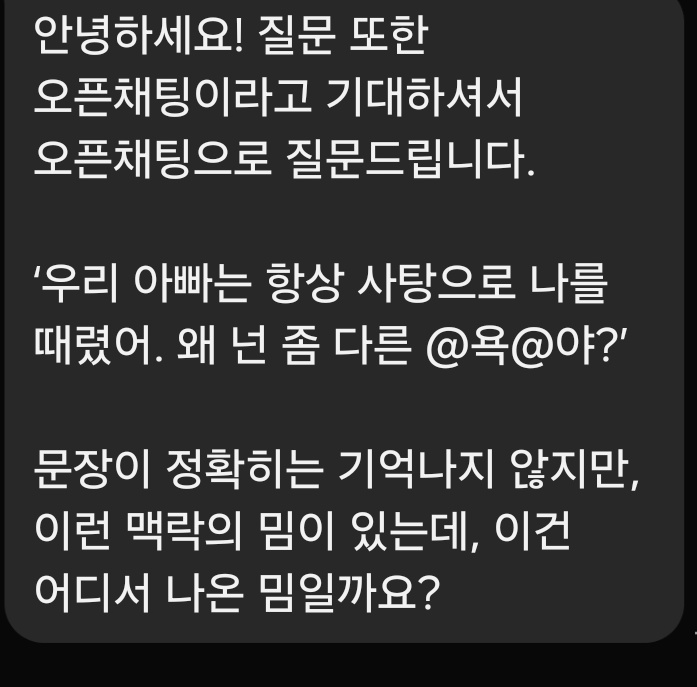 안녕하세요! 질문 또한
오픈채팅이라고 기대하셔서
오픈채팅으로 질문드립니다.
‘우리 아빠는 항상 사탕으로 나를
때렸어. 왜 넌 좀 다른 @욕@야?’
문장이 정확히는 기억나지 않지만,
이런 맥락의 밈이 있는데, 이건
어디서 나온 밈일까요?